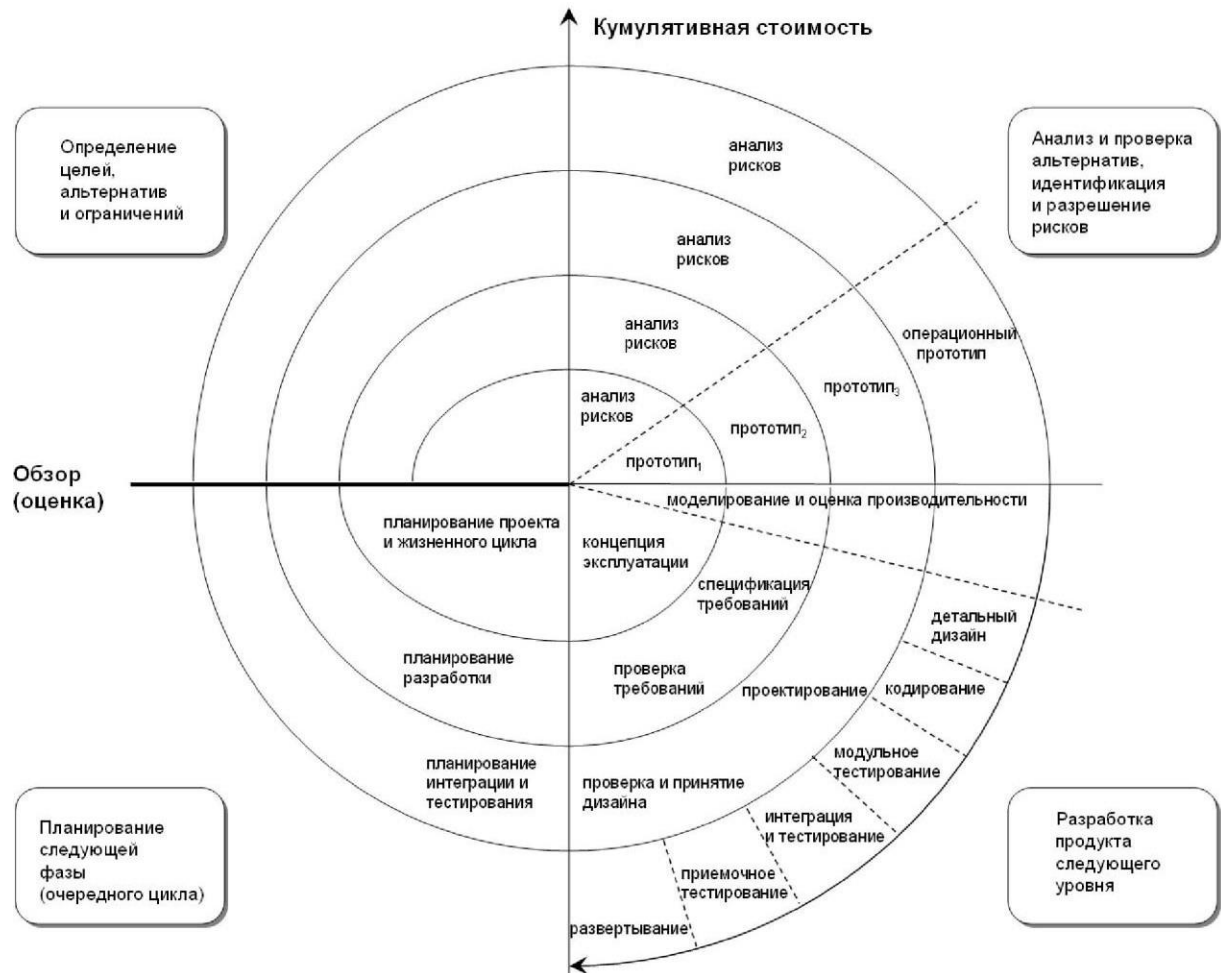 Кумулятивная стоимость
Определение
целей,
альтернатив
и ограничений
Анализ и проверка
альтернатив,
идентификация
и разрешение
рисков
анализ
рисков
анализ
рисков
анализ
рисков
анализ
рисков
операционный
прототип
прототип3
прототип2
прототип1
Обзор
(оценка)
моделирование и оценка производительности
планирование проекта
и жизненного цикла
концепция
эксплуатации
спецификация
требований
детальный
дизайн
планирование
разработки
проверка
требований
проектирование
кодирование
модульное
тестирование
планирование
интеграции и
тестирования
проверка и принятие
дизайна
интеграция
и тестирование
приемочное
тестирование
развертывание
Планирование
следующей
фазы
(очередного цикла)
Разработка
продукта
следующего
уровня